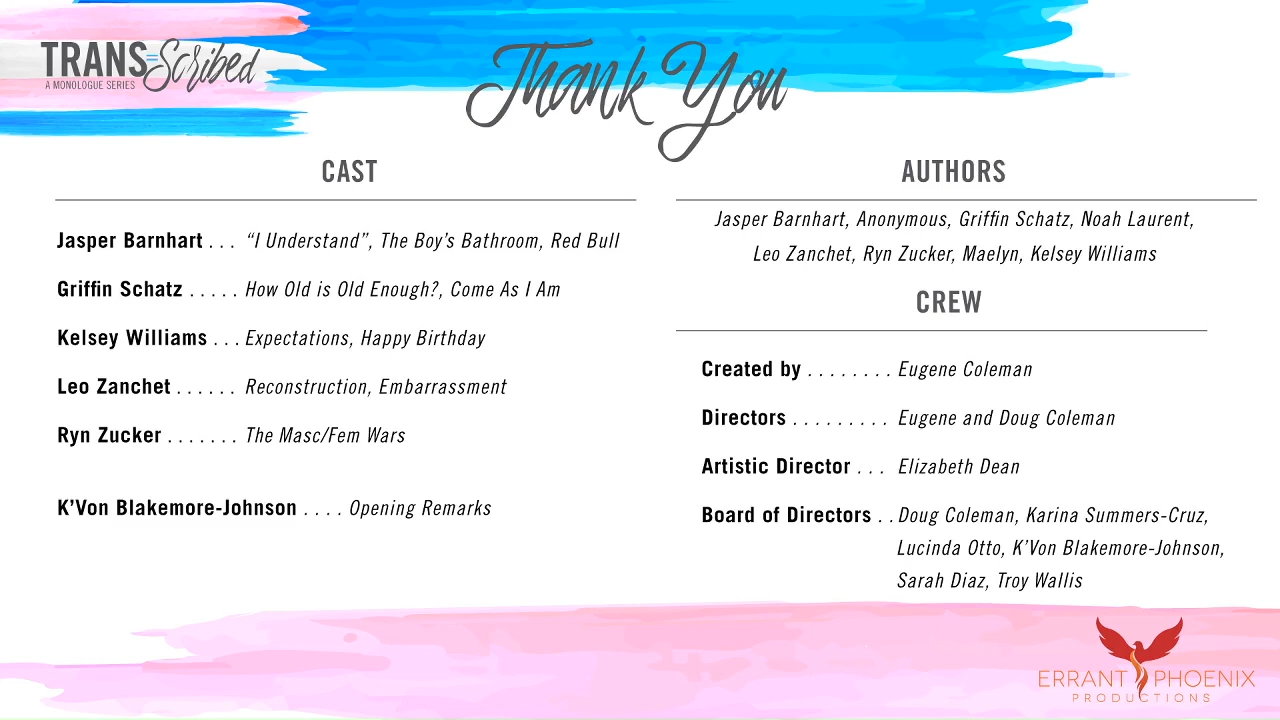 TRANS=Scribed
A MONOLOGUE SERIES
Thank You
CAST
Jasper Barnhart . . . “I Understand”, The Boy’s Bathroom, Red Bull
Griffin Schatz . . . . . How Old is Old Enough?, Come As I Am
Kelsey Williams . . . Expectations, Happy Birthday
Leo Zanchet . . . . . . Reconstruction, Embarrassment
Ryn Zucker . . . . . . . The Masc/Fem Wars
K’Von Blakemore-Johnson . . . . Opening Remarks
AUTHORS
Jasper Barnhart, Anonymous, Griffin Schatz, Noah Laurent,
Leo Zanchet, Ryn Zucker, Maelyn, Kelsey Williams
CREW
Created by . . . . . . . . Eugene Coleman
Directors . . . . . . . . . Eugene and Doug Coleman
Artistic Director . . . Elizabeth Dean
Board of Directors . . Doug Coleman, Karina Summers-Cruz,
Lucinda Otto, K’Von Blakemore-Johnson,
Sarah Diaz, Troy Wallis
ERRANT PHOENIX
PRODUCTIONS